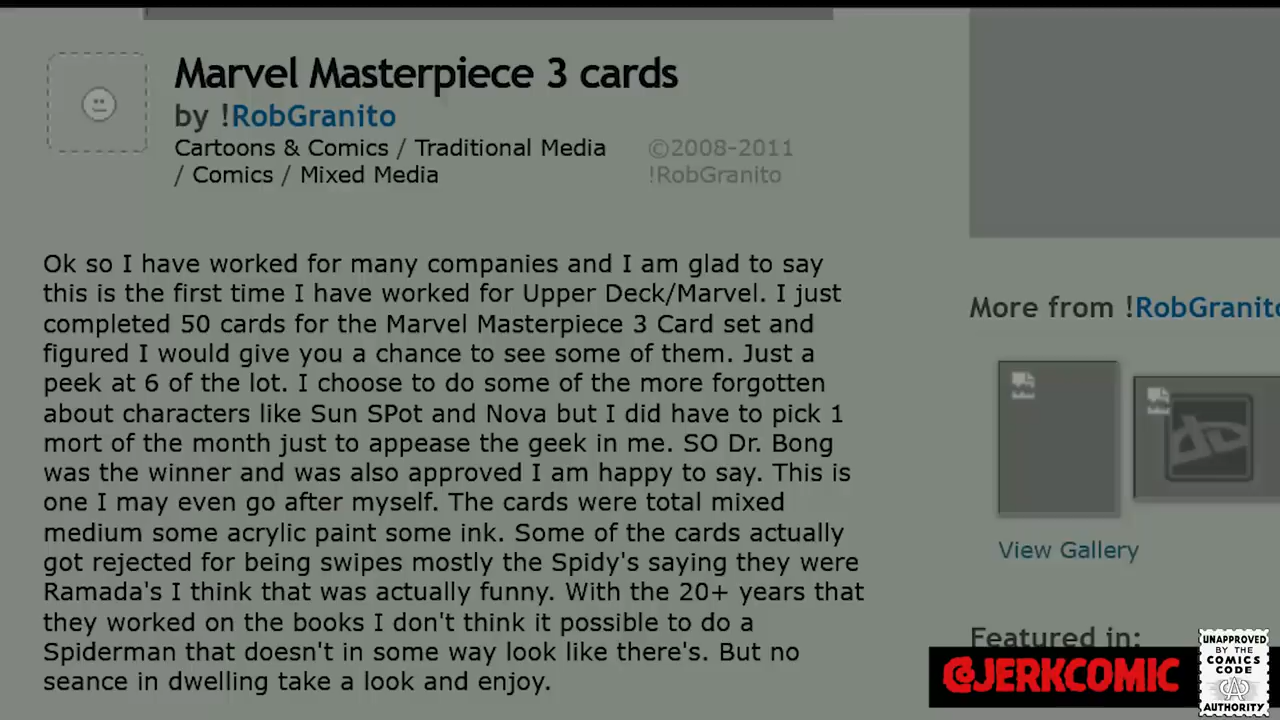 Marvel Masterpiece 3 cards
by !RobGranito
Cartoons & Comics / Traditional Media
/ Comics / Mixed Media
©2008-2011
!RobGranito
Ok so I have worked for many companies and I am glad to say
this is the first time I have worked for Upper Deck/Marvel. I just
completed 50 cards for the Marvel Masterpiece 3 Card set and
figured I would give you a chance to see some of them. Just a
peek at 6 of the lot. I choose to do some of the more forgotten
about characters like Sun SPot and Nova but I did have to pick 1
mort of the month just to appease the geek in me. SO Dr. Bong
was the winner and was also approved I am happy to say. This is
one I may even go after myself. The cards were total mixed
medium some acrylic paint some ink. Some of the cards actually
got rejected for being swipes mostly the Spidy's saying they were
Ramada's I think that was actually funny. With the 20+ years that
they worked on the books I don't think it possible to do a
Spiderman that doesn't in some way look like there's. But no
seance in dwelling take a look and enjoy.
More from !RobGranito
da
View Gallery
Featured in:
@JERKCOMIC
UNAPPROVED
BY THE
COMICS
CODE
CA
AUTHORITY